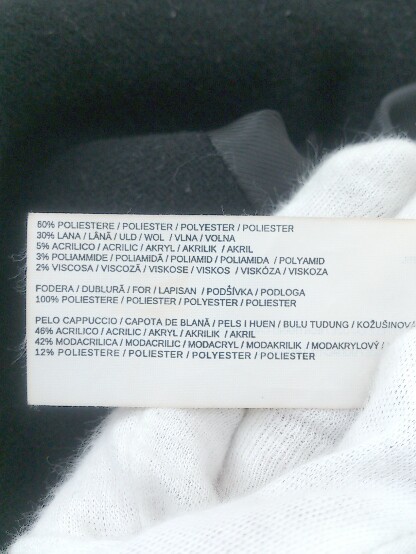 60% POLIESTERE / POLIESTER / POLYESTER / POLIESTER
30% LANA / LÂNĂ / ULD / WOL / VLNA / VOLNA
5% ACRILICO / ACRILIC / AKRYL / AKRILIK / AKRIL
3% POLIAMMIDE / POLIAMIDĂ / POLIAMID / POLIAMIDA / POLYAMID
2% VISCOSA / VISCOZĂ / VISKOSE / VISKOS / VISKÓZA / VISKOZA
FODERA / DUBLURĂ / FOR / LAPISAN / PODŠÍVKA / PODLOGA
100% POLIESTERE / POLIESTER / POLYESTER / POLIESTER
PELO CAPPUCCIO / CAPOTA DE BLANĂ / PELS I HUEN / BULU TUDUNG / KOŽUŠINOV
46% ACRILICO / ACRILIC / AKRYL / AKRILIK / AKRIL
42% MODACRILICA / MODACRILIC / MODACRYL / MODAKRILIK / MODAKRYLOVÝ /
12% POLIESTERE / POLIESTER / POLYESTER / POLIESTER